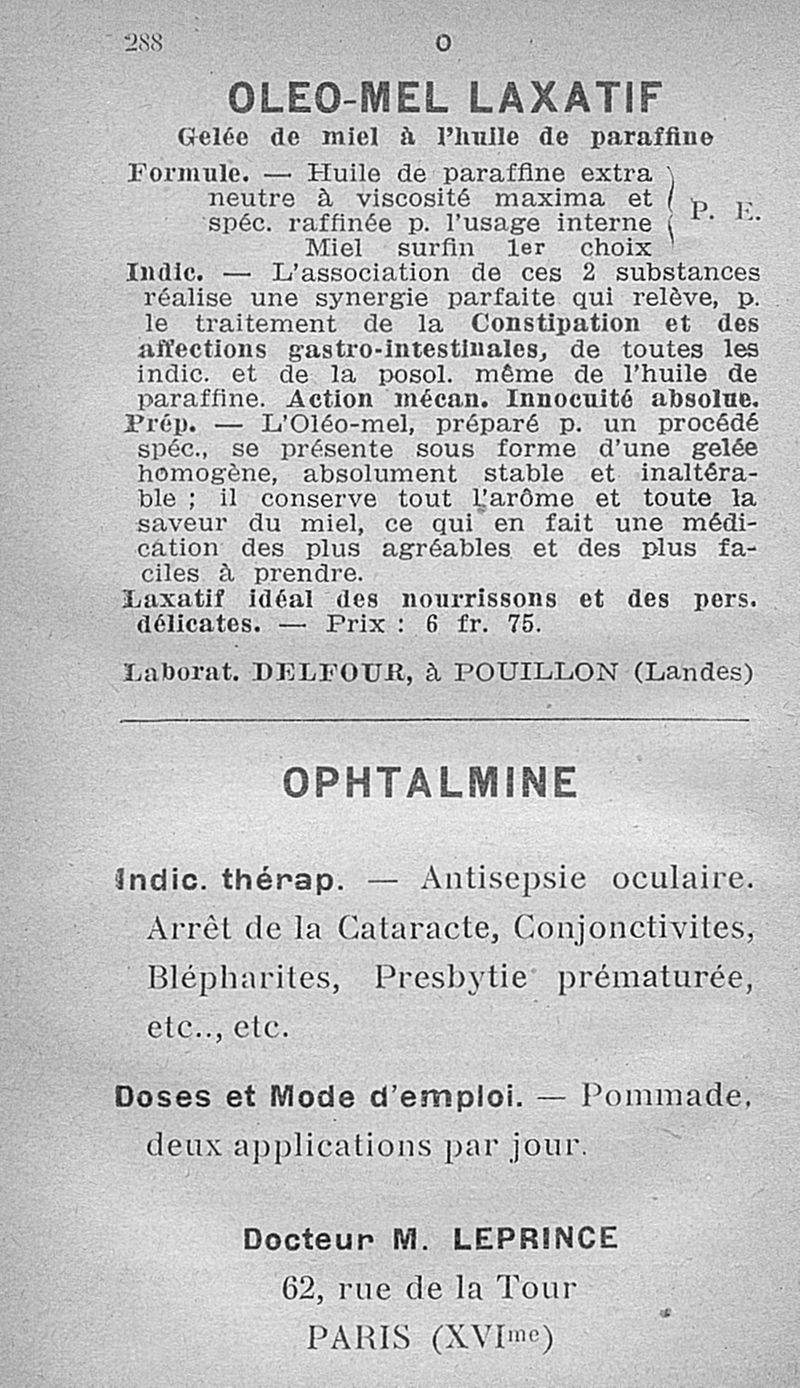 288 O
OLEO-MEL LAXATIF
Gelée de miel à l'huile de paraffine
Formule. — Huile de paraffine extra
neutre à viscosité maxima et
spéc. raffinée p. l'usage interne
P. E.
Miel surfin 1er choix
Indic. — L'association de ces 2 substances
réalise une synergie parfaite qui relève, p.
le traitement de la Constipation et des
affections gastro-intestinales, de toutes les
indic. et de la posol. même de l'huile de
paraffine. Action mécan. Innocuité absolue.
Prép. — L'Oléo-mel, préparé p. un procédé
spéc., se présente sous forme d'une gelée
homogène, absolument stable et inaltéra-
ble ; il conserve tout l'arôme et toute la
saveur du miel, ce qui en fait une médi-
cation des plus agréables et des plus fa-
ciles à prendre.
Laxatif idéal des nourrissons et des pers.
délicates. — Prix : 6 fr. 75.
Laborat. DELFOUR, à POUILLON (Landes)
OPHTALMINE
Indic. thérap. — Antisepsie oculaire.
Arrêt de la Cataracte, Conjonctivites,
Blépharites, Presbytie prématurée,
etc.., etc.
Doses et Mode d'emploi. — Pommade,
deux applications par jour.
Docteur M. LEPRINCE
62, rue de la Tour
PARIS (XVIme)